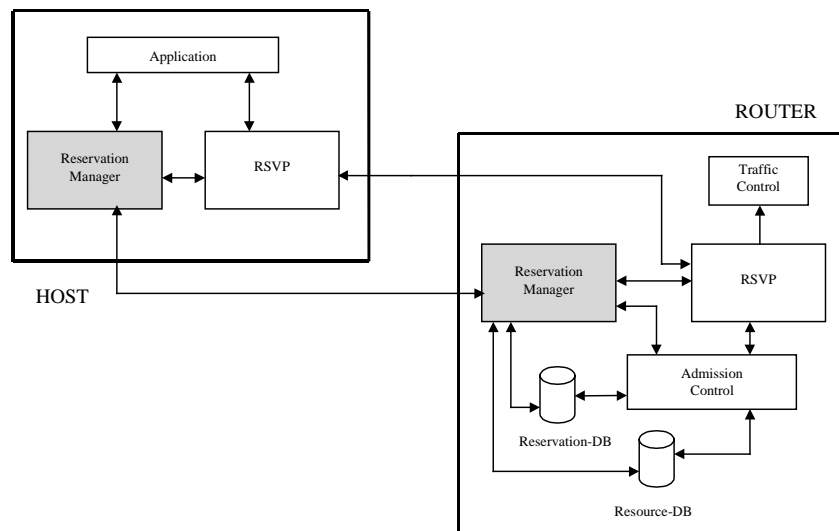 Application
Reservation
Manager
RSVP
HOST
ROUTER
Traffic
Control
Reservation
Manager
RSVP
Admission
Control
Reservation-DB
Resource-DB